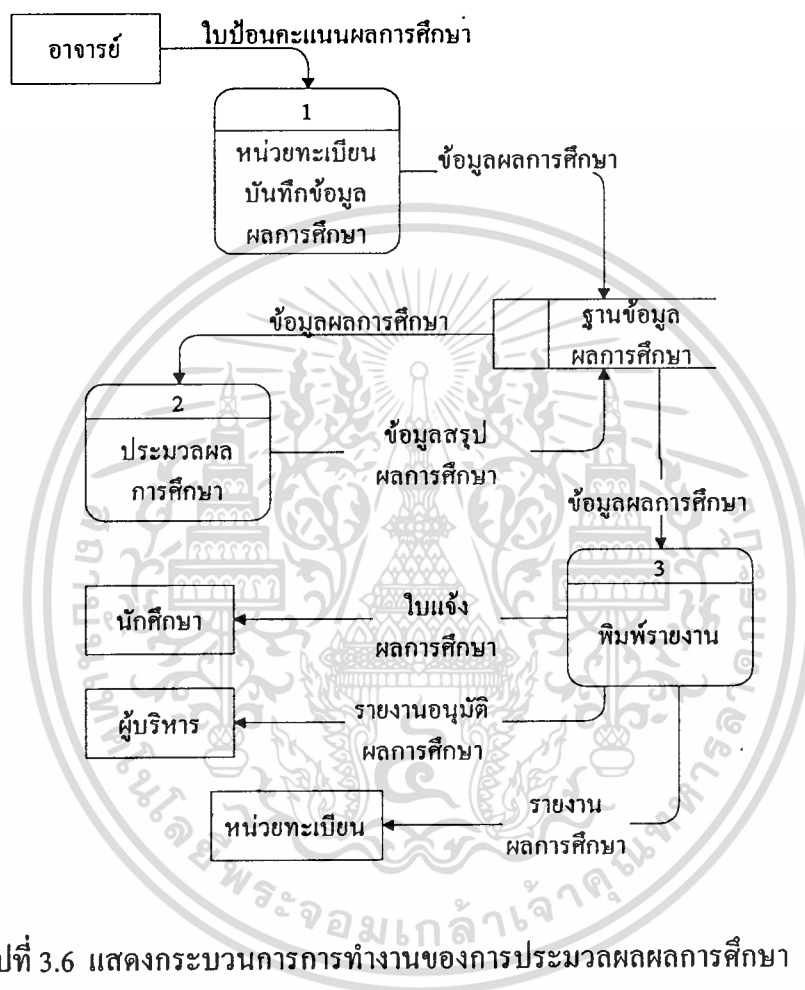 อาจารย์
ใบป้อนคะแนนผลการศึกษา
1
หน่วยทะเบียน
บันทึกข้อมูล
ผลการศึกษา
ข้อมูลผลการศึกษา
ฐานข้อมูล
ผลการศึกษา
ข้อมูลผลการศึกษา
2
ประมวลผล
การศึกษา
ข้อมูลสรุป
ผลการศึกษา
ข้อมูลผลการศึกษา
3
พิมพ์รายงาน
ใบแจ้ง
ผลการศึกษา
นักศึกษา
รายงานอนุมัติ
ผลการศึกษา
ผู้บริหาร
รายงาน
ผลการศึกษา
หน่วยทะเบียน
ปที่ 3.6 แสดงกระบวนการการทำงานของการประมวลผลผลการศึกษา